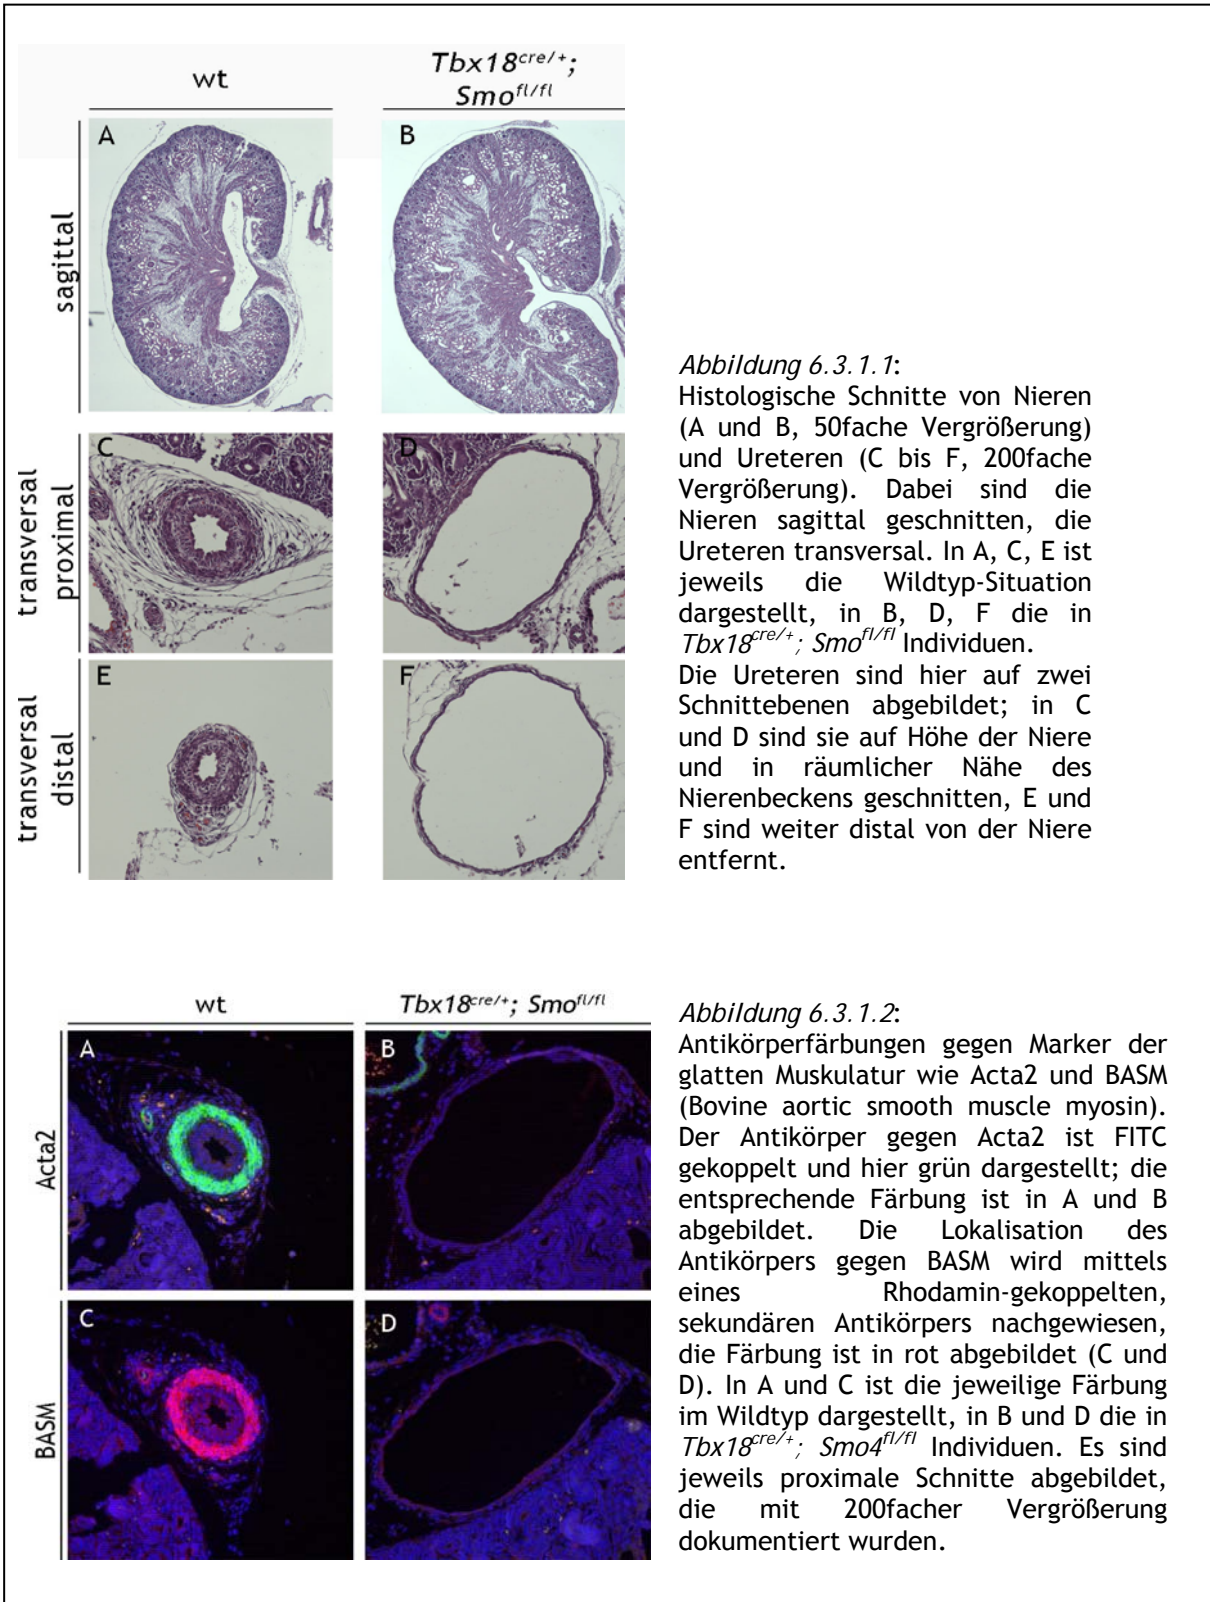 wt
Tbx18cre/+;
Smofl/fl
A
B
sagittal
C
D
transversal
proximal
E
F
transversal
distal
Abbildung 6.3.1.1:
Histologische Schnitte von Nieren
(A und B, 50fache Vergrößerung)
und Ureteren (C bis F, 200fache
Vergrößerung). Dabei sind die
Nieren sagittal geschnitten, die
Ureteren transversal. In A, C, E ist
jeweils die Wildtyp-Situation
dargestellt, in B, D, F die in
Tbx18cre/+; Smofl/fl Individuen.
Die Ureteren sind hier auf zwei
Schnittebenen abgebildet; in C
und D sind sie auf Höhe der Niere
und in räumlicher Nähe des
Nierenbeckens geschnitten, E und
F sind weiter distal von der Niere
entfernt.
wt
Tbx18cre/+; Smofl/fl
A
B
Acta2
C
D
BASM
Abbildung 6.3.1.2:
Antikörperfärbungen gegen Marker der
glatten Muskulatur wie Acta2 und BASM
(Bovine aortic smooth muscle myosin).
Der Antikörper gegen Acta2 ist FITC
gekoppelt und hier grün dargestellt; die
entsprechende Färbung ist in A und B
abgebildet. Die Lokalisation des
Antikörpers gegen BASM wird mittels
eines Rhodamin-gekoppelten,
sekundären Antikörpers nachgewiesen,
die Färbung ist in rot abgebildet (C und
D). In A und C ist die jeweilige Färbung
im Wildtyp dargestellt, in B und D die in
Tbx18cre/+; Smo4fl/fl Individuen. Es sind
jeweils proximale Schnitte abgebildet,
die mit 200facher Vergrößerung
dokumentiert wurden.